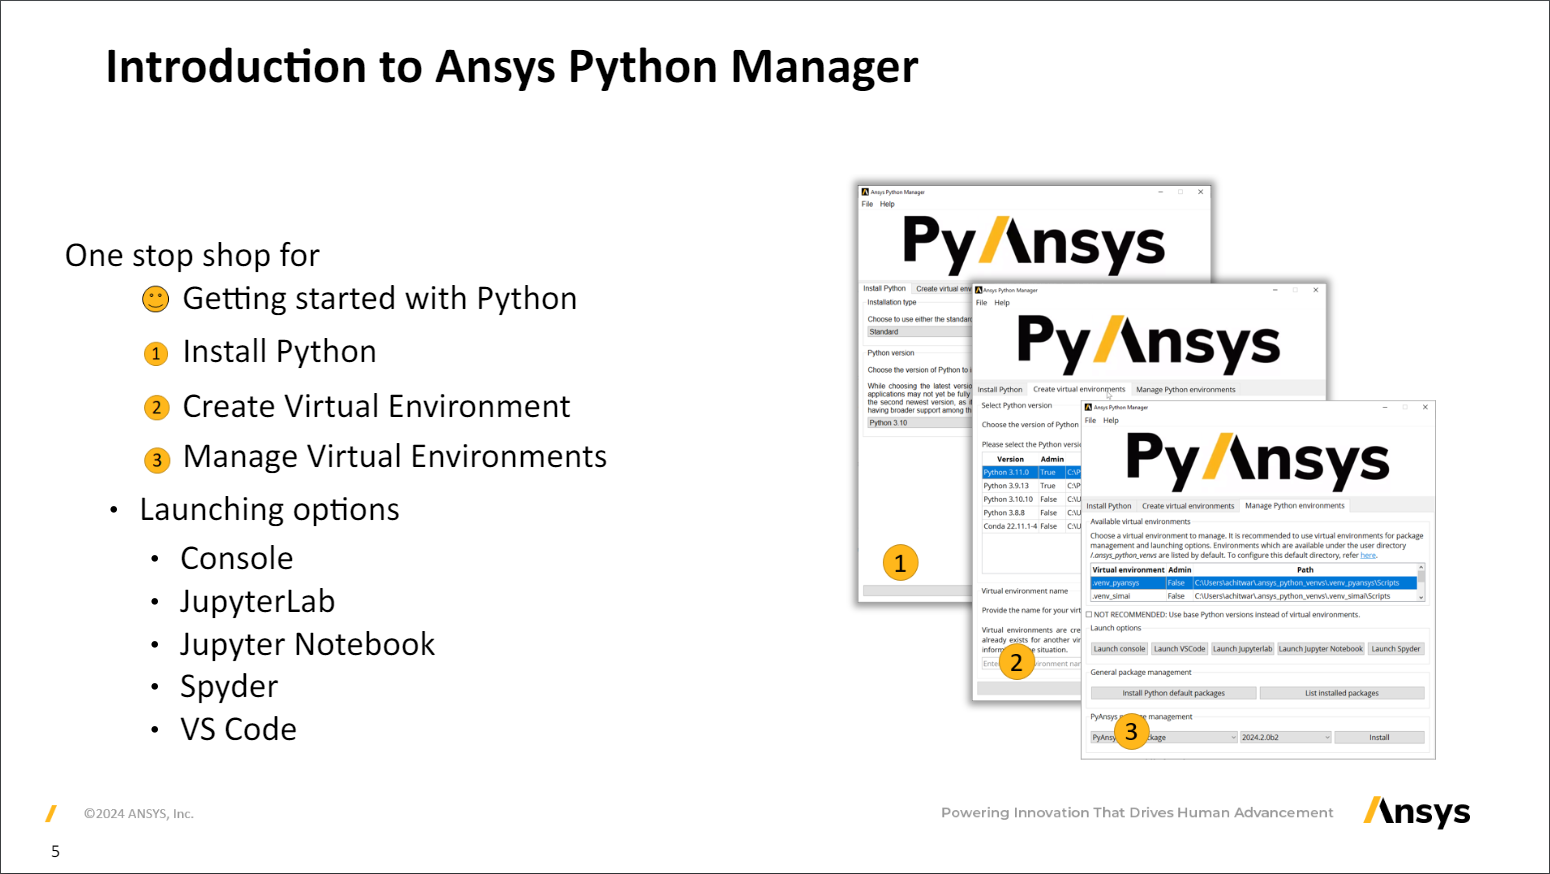 Introduction to Ansys Python Manager
One stop shop for
Getting started with Python
1 Install Python
2 Create Virtual Environment
3 Manage Virtual Environments
• Launching options
• Console
• JupyterLab
• Jupyter Notebook
• Spyder
• VS Code
Ansys Python Manager
File Help
PyAnsys
Install Python Create virtual env
Installation type
Choose to use either the standard
Standard
Python version
Choose the version of Python to i
While choosing the latest versio
applications may not yet be fully
the second newest version, as i
having broader support among th
Python 3.10
1
Ansys Python Manager
File Help
PyAnsys
Install Python Create virtual environments Manage Python environments
Select Python version
Choose the version of Python
Please select the Python versi
Version Admin
Python 3.11.0 True C:\P
Python 3.9.13 True C:\P
Python 3.10.10 False C:\U
Python 3.8.8 False C:\U
Conda 22.11.1-4 False C:\U
Virtual environment name
Provide the name for your virt
Virtual environments are cre
already exists for another vir
inform e situation.
Ente ironment nar
2
Ansys Python Manager
File Help
PyAnsys
Install Python Create virtual environments Manage Python environments
Available virtual environments
Choose a virtual environment to manage. It is recommended to use virtual environments for package
management and launching options. Environments which are available under the user directory
/.ansys_python_venvs are listed by default. To configure this default directory, refer here.
Virtual environment Admin Path
.venv_pyansys False C:\Users\achitwar\.ansys_python_venvs\.venv_pyansys\Scripts
.venv_simai False C:\Users\achitwar\.ansys_python_venvs\.venv_simai\Scripts
NOT RECOMMENDED: Use base Python versions instead of virtual environments.
Launch options
Launch console Launch VSCode Launch Jupyterlab Launch Jupyter Notebook Launch Spyder
General package management
Install Python default packages List installed packages
PyAnsys e management
PyAnsy ckage 2024.2.0b2 Install
3
©2024 ANSYS, Inc.
Powering Innovation That Drives Human Advancement
Ansys
5